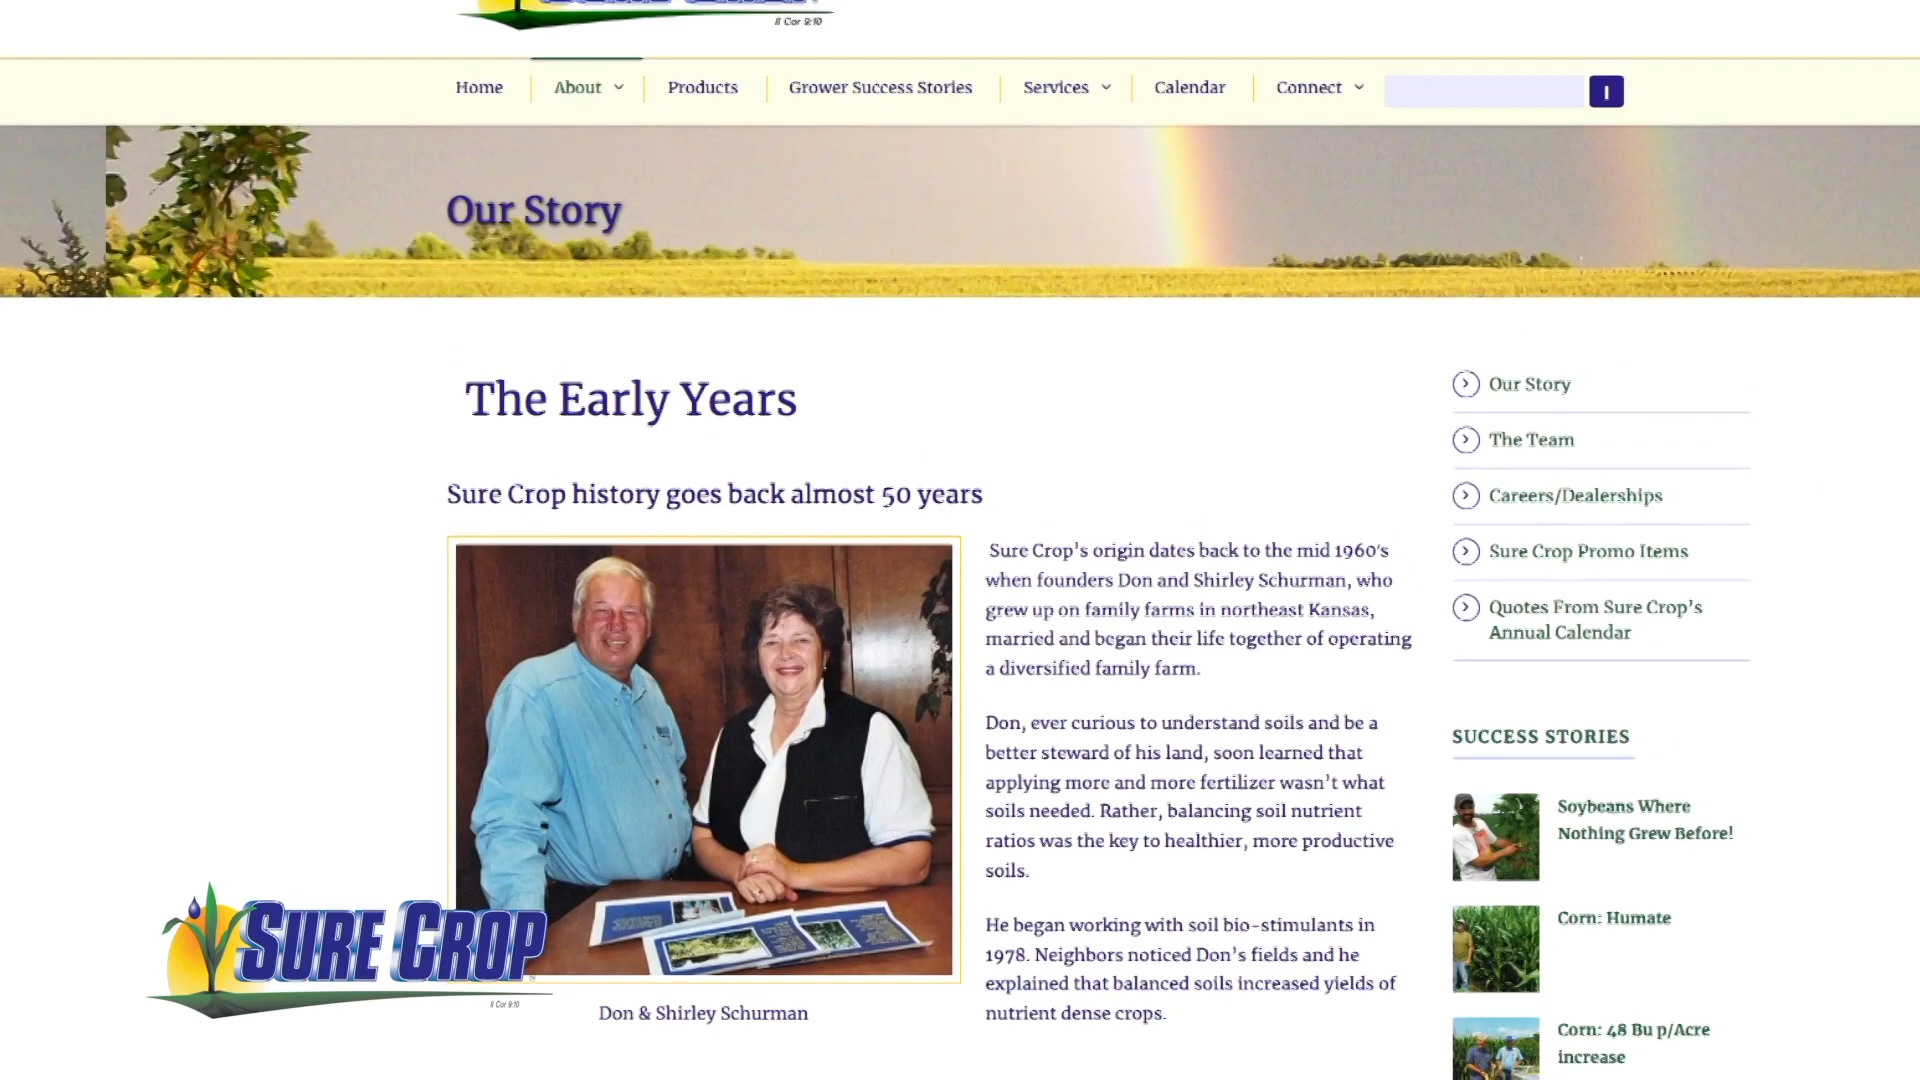 II Cor 9:10
Home
About
Products
Grower Success Stories
Services
Calendar
Connect
Our Story
The Early Years
Sure Crop history goes back almost 50 years
Sure Crop's origin dates back to the mid 1960's
when founders Don and Shirley Schurman, who
grew up on family farms in northeast Kansas,
married and began their life together of operating
a diversified family farm.
Don, ever curious to understand soils and be a
better steward of his land, soon learned that
applying more and more fertilizer wasn't what
soils needed. Rather, balancing soil nutrient
ratios was the key to healthier, more productive
soils.
He began working with soil bio-stimulants in
1978. Neighbors noticed Don's fields and he
explained that balanced soils increased yields of
nutrient dense crops.
Don & Shirley Schurman
SURE CROP
II Cor 9:10
Our Story
The Team
Careers/Dealerships
Sure Crop Promo Items
Quotes From Sure Crop's
Annual Calendar
SUCCESS STORIES
Soybeans Where
Nothing Grew Before!
Corn: Humate
Corn: 48 Bu p/Acre
increase